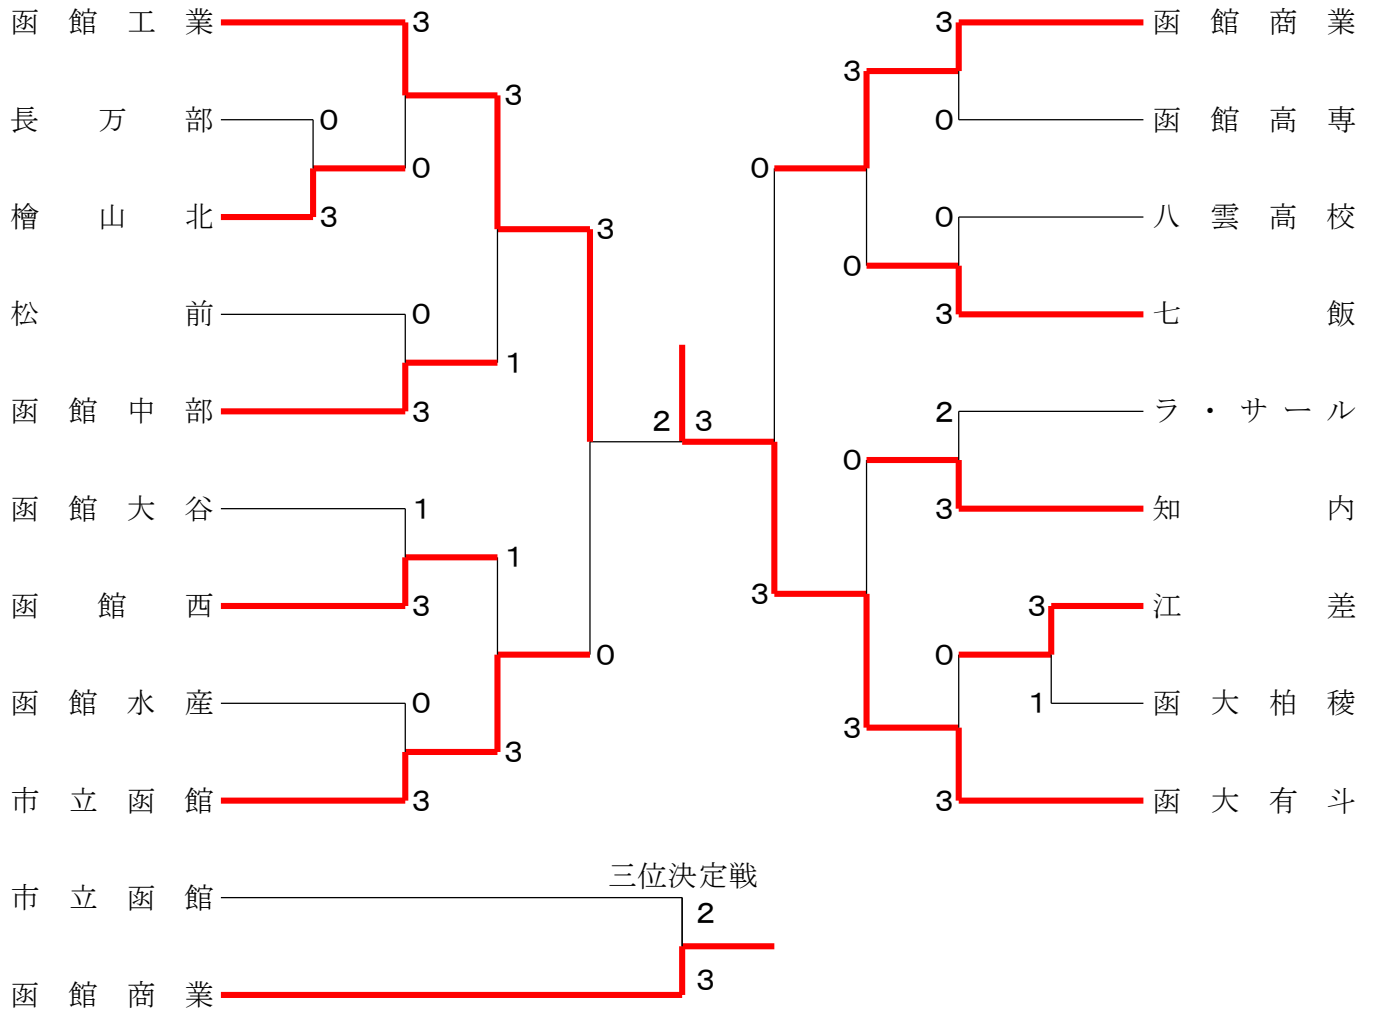 函館工業 3 3 函館商業
3 3
長万部 0 0 函館高専
0 0
檜山北 3 0 八雲高校
3 0
松前 0 3 七飯
1
函館中部 3 2 3 2 ラ・サール
0
函館大谷 1 3 知内
1
函館西 3 3 3 江差
0 0
函館水産 0 1 函大柏稜
3 3
市立函館 3 3 函大有斗
三位決定戦
市立函館 2
函館商業 3